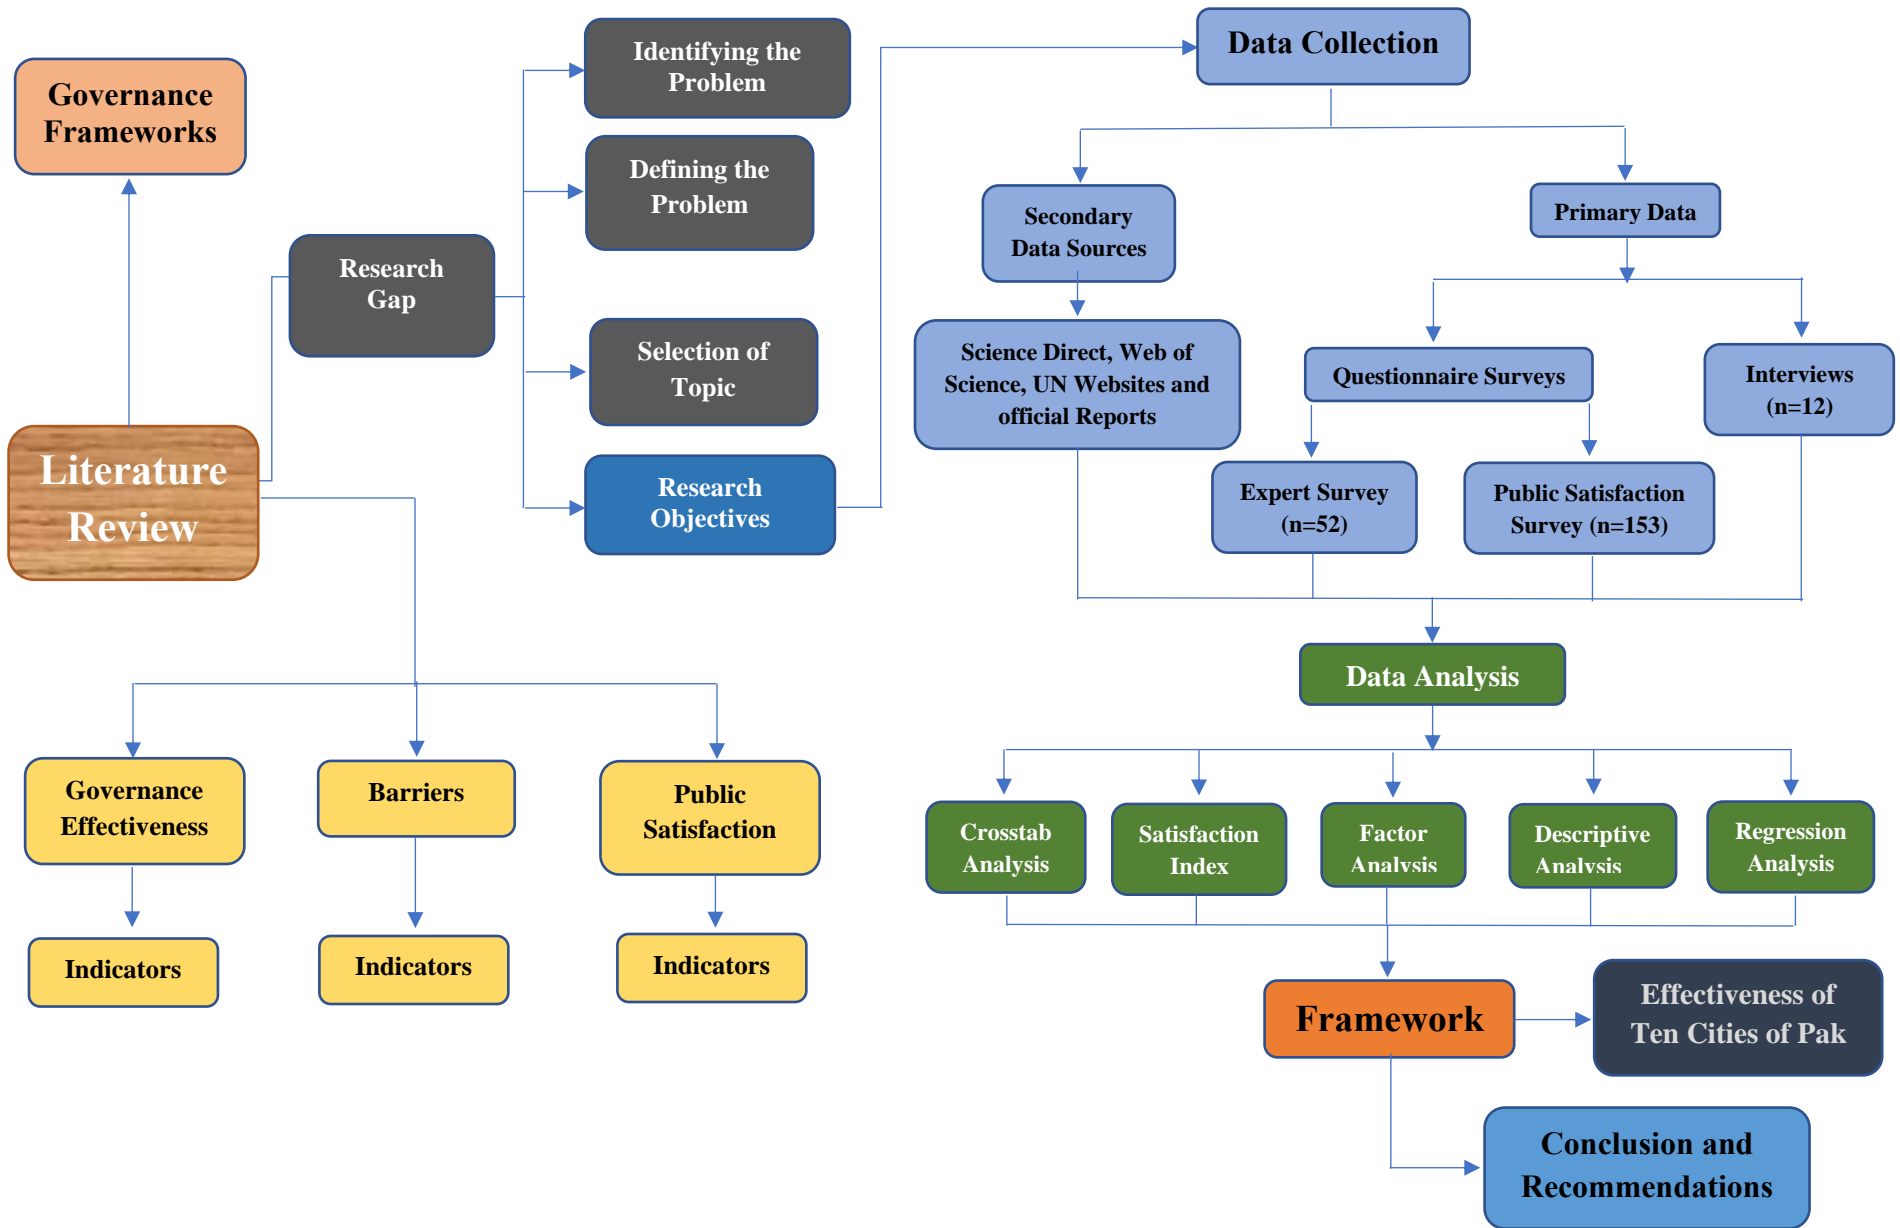 Governance
Frameworks
Literature
Review
Research
Gap
Identifying the
Problem
Defining the
Problem
Selection of
Topic
Research
Objectives
Governance
Effectiveness
Barriers
Public
Satisfaction
Indicators
Indicators
Indicators
Data Collection
Secondary
Data Sources
Primary Data
Science Direct, Web of
Science, UN Websites and
official Reports
Questionnaire Surveys
Interviews
(n=12)
Expert Survey
(n=52)
Public Satisfaction
Survey (n=153)
Data Analysis
Crosstab
Analysis
Satisfaction
Index
Factor
Analysis
Descriptive
Analysis
Regression
Analysis
Framework
Effectiveness of
Ten Cities of Pak
Conclusion and
Recommendations